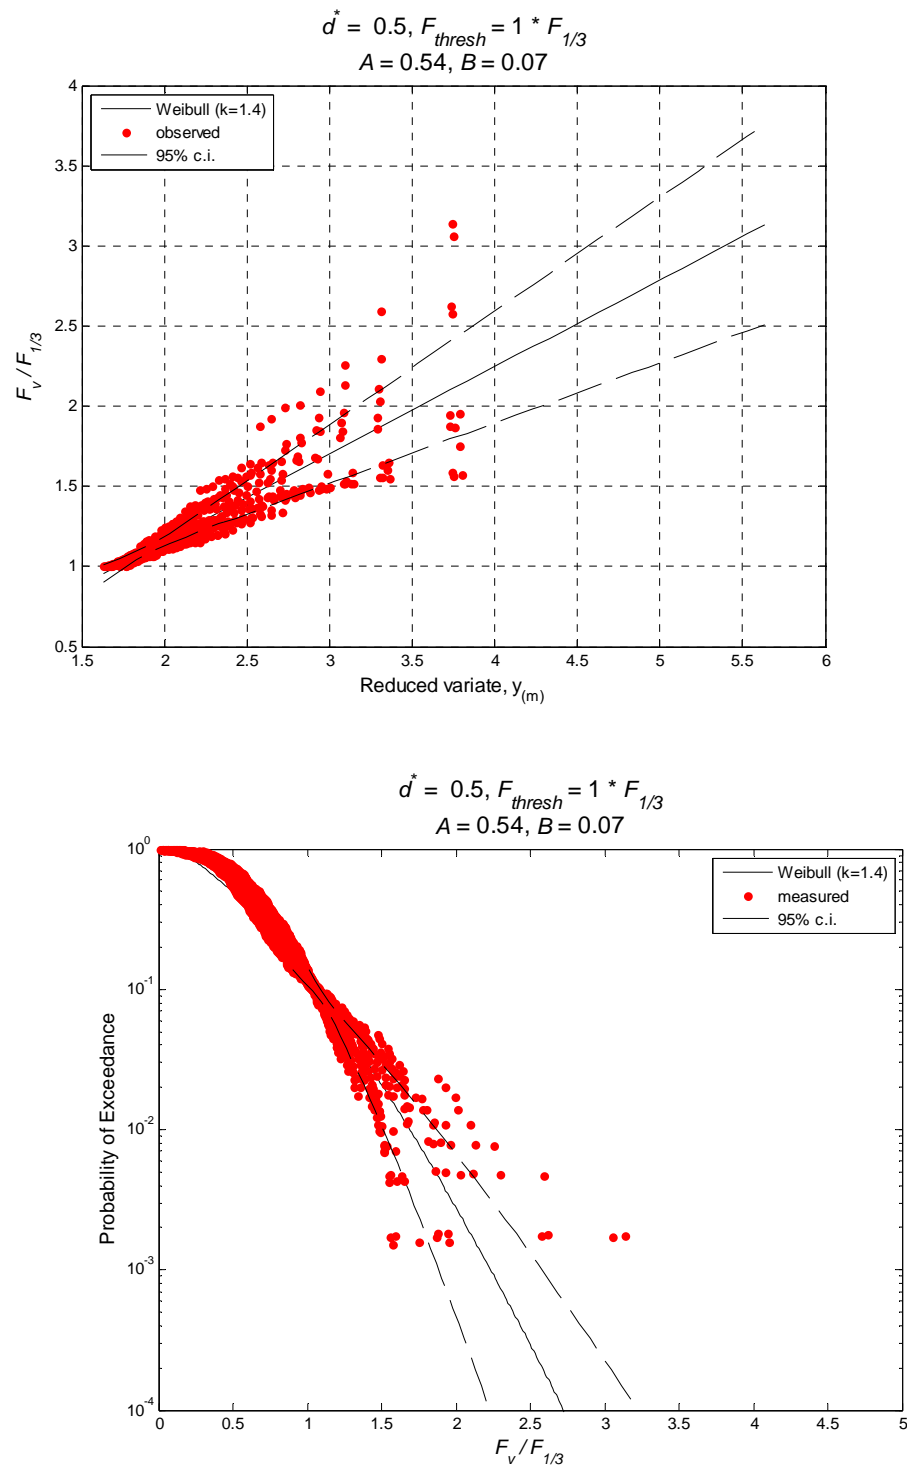 d* = 0.5, F_thresh = 1 * F_1/3
A = 0.54, B = 0.07
4
3.5
3
2.5
2
1.5
1
0.5
F_v / F_1/3
Weibull (k=1.4)
observed
95% c.i.
1.5 2 2.5 3 3.5 4 4.5 5 5.5 6
Reduced variate, y_(m)
d* = 0.5, F_thresh = 1 * F_1/3
A = 0.54, B = 0.07
10^0
10^-1
10^-2
10^-3
10^-4
Probability of Exceedance
Weibull (k=1.4)
measured
95% c.i.
0 0.5 1 1.5 2 2.5 3 3.5 4 4.5 5
F_v / F_1/3